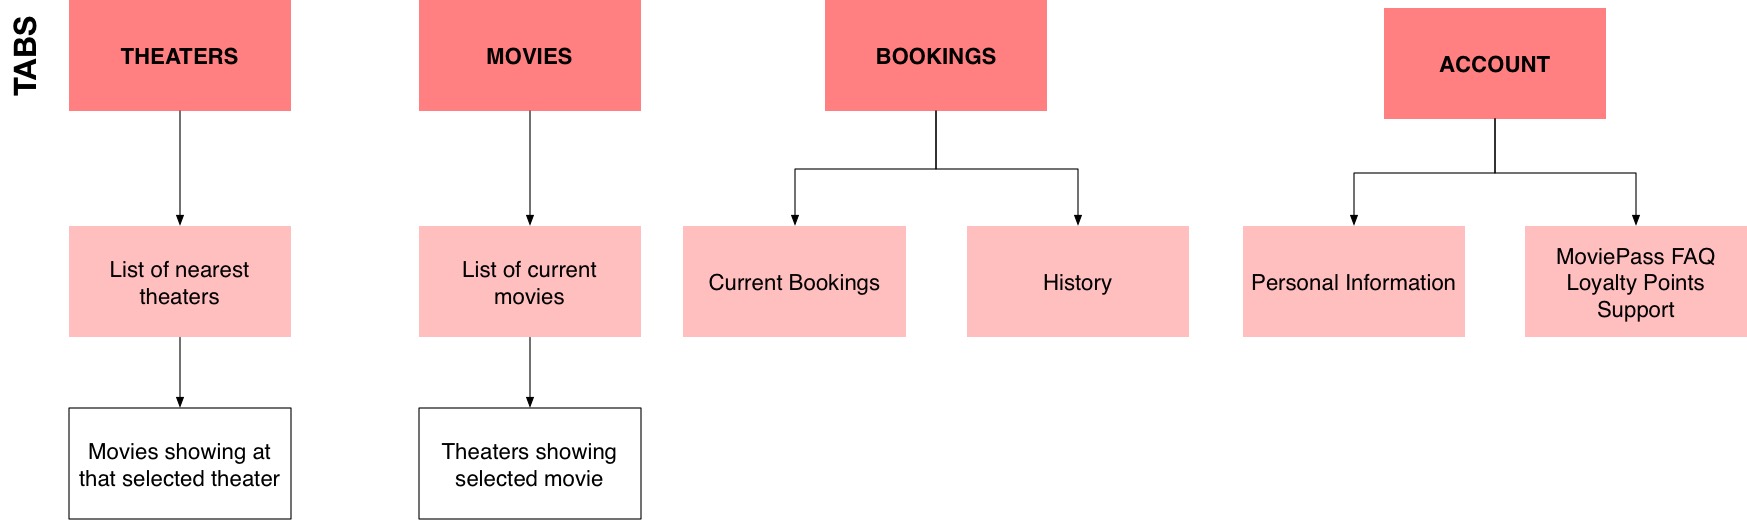 TABS
THEATERS
MOVIES
BOOKINGS
ACCOUNT
List of nearest
theaters
List of current
movies
Current Bookings
History
Personal Information
MoviePass FAQ
Loyalty Points
Support
Movies showing at
that selected theater
Theaters showing
selected movie